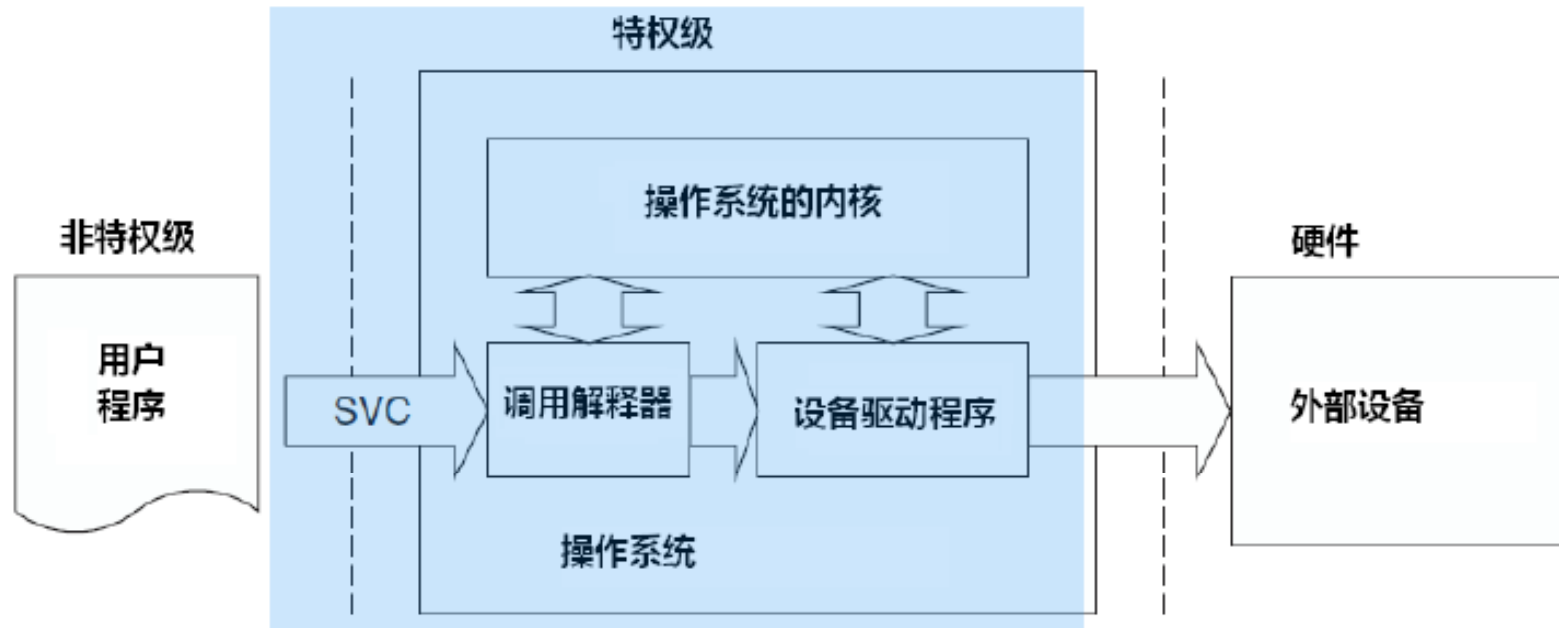 特权级
操作系统的内核
非特权级
硬件
用户
程序
SVC
调用解释器
设备驱动程序
外部设备
操作系统